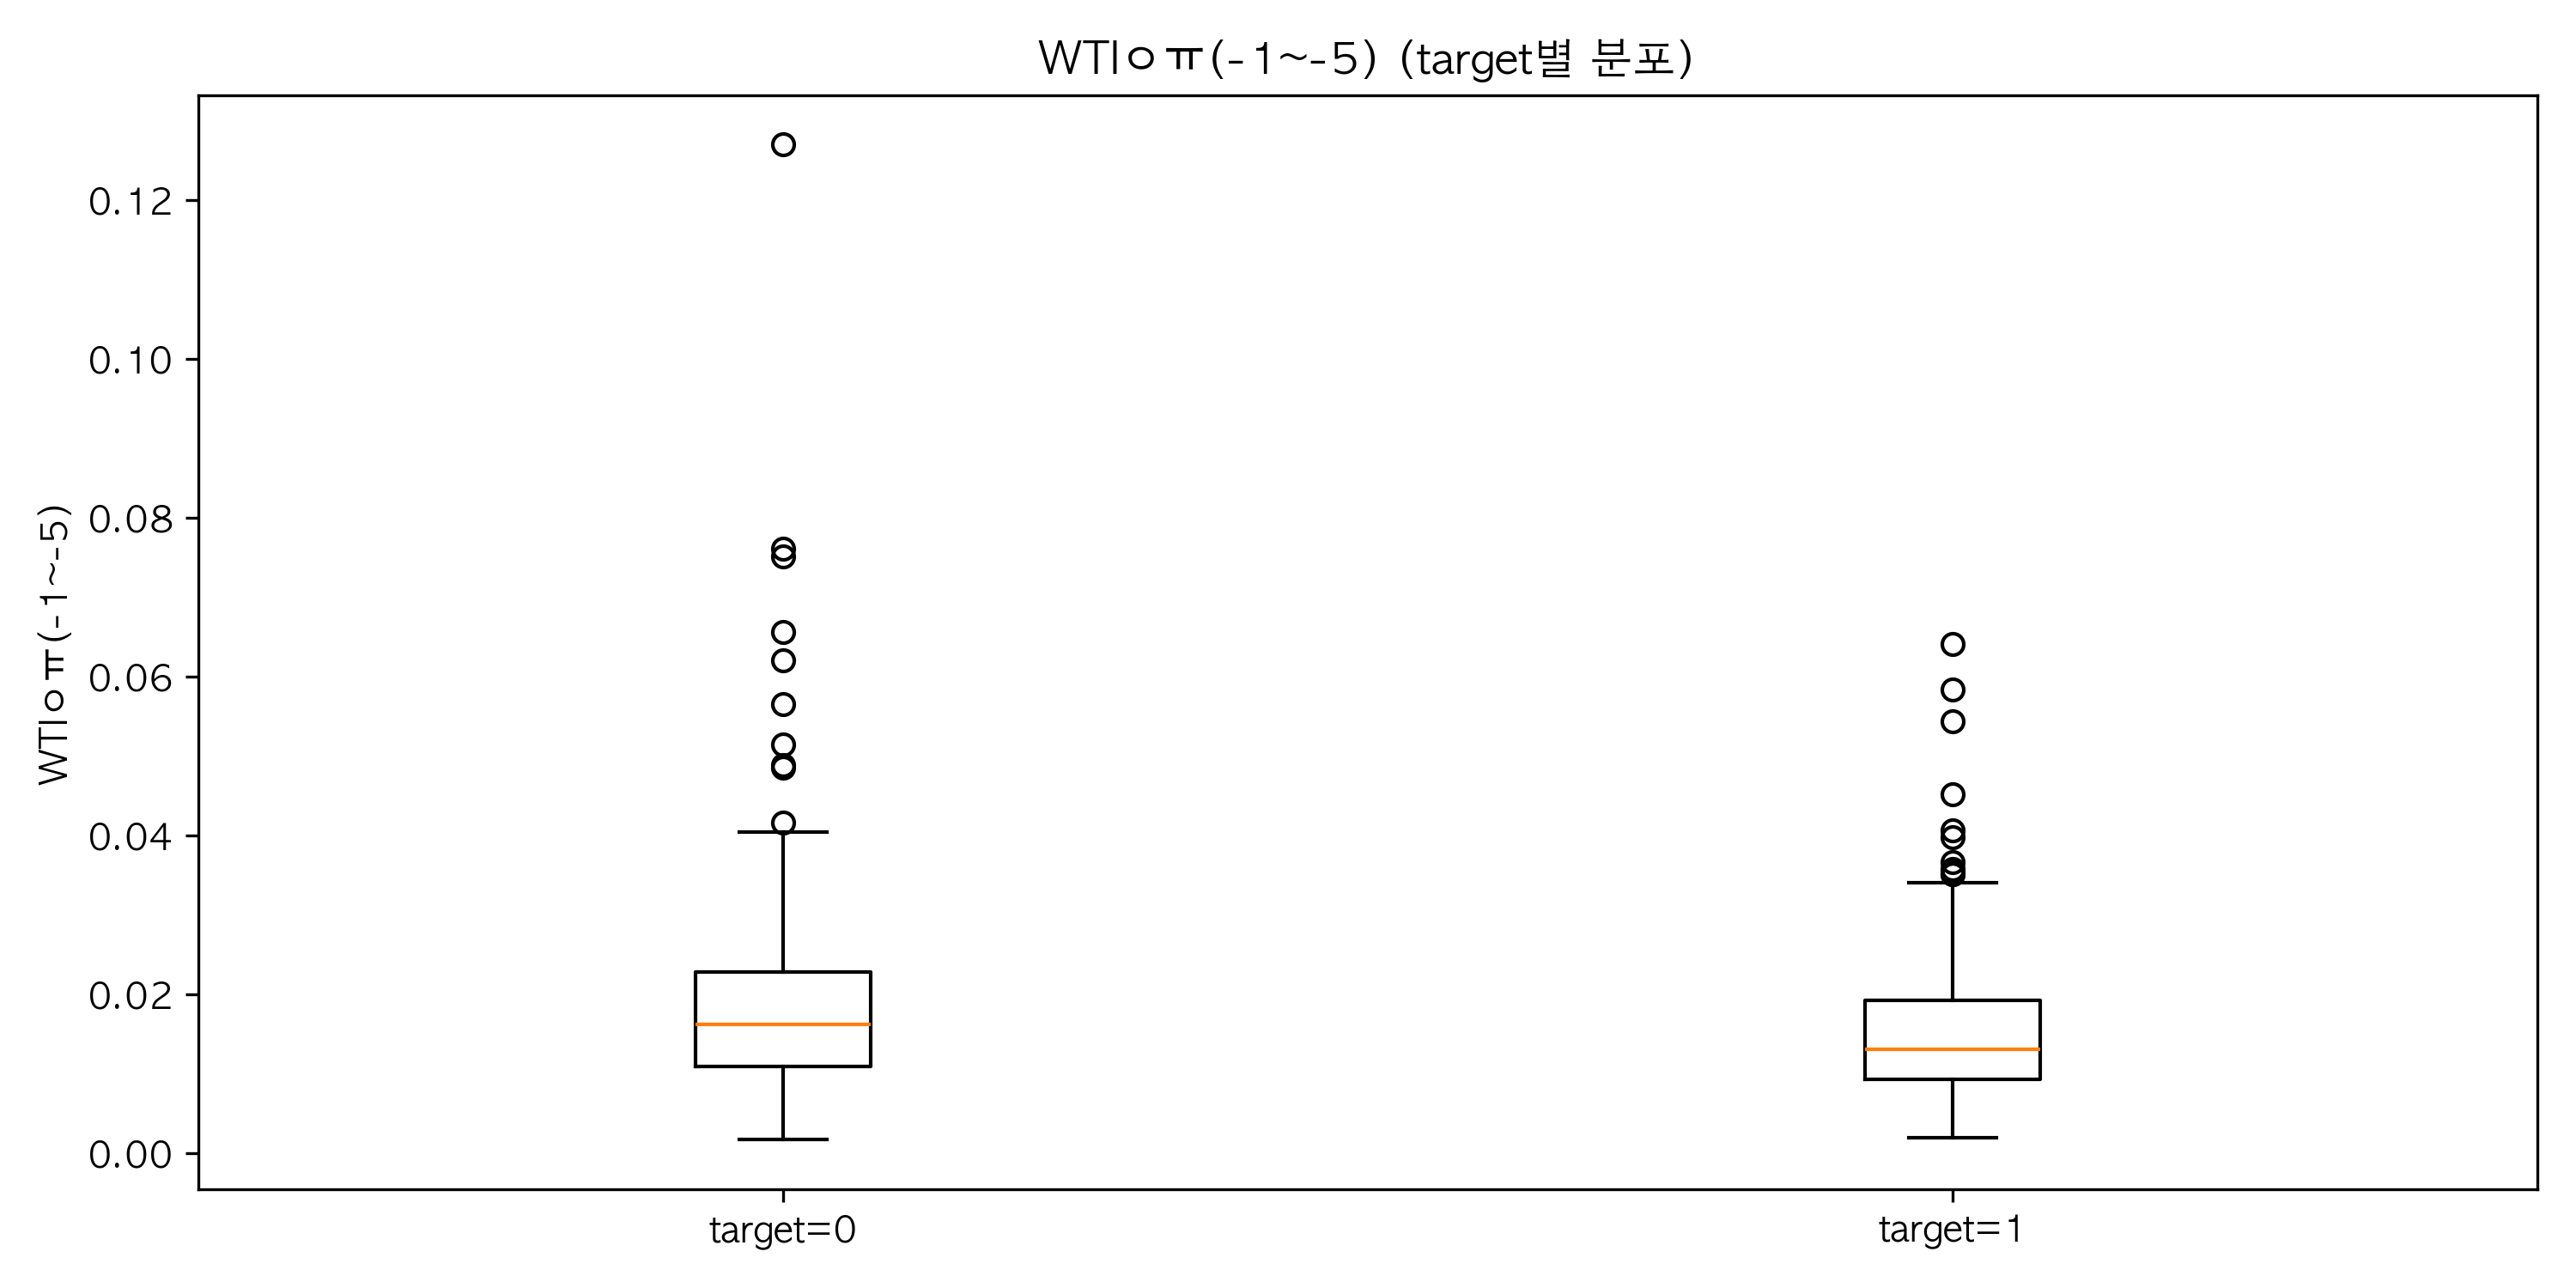 WTIㅇㅠ(-1~-5) (target별 분포)
WTIㅇㅠ(-1~-5)
0.12
0.10
0.08
0.06
0.04
0.02
0.00
target=0
target=1